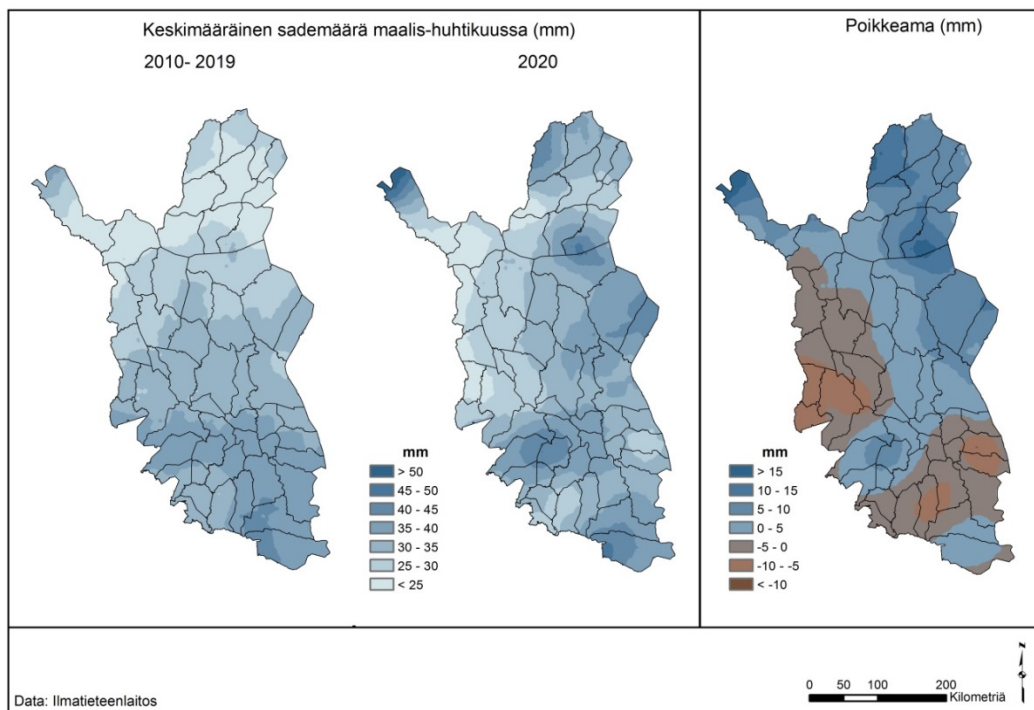 Keskimääräinen sademäärä maalis-huhtikuussa (mm)
2010- 2019
2020
Poikkeama (mm)
mm
> 50
45 - 50
40 - 45
35 - 40
30 - 35
25 - 30
< 25
mm
> 15
10 - 15
5 - 10
0 - 5
-5 - 0
-10 - -5
< -10
Data: Ilmatieteenlaitos
0 50 100 200
Kilometriä
N